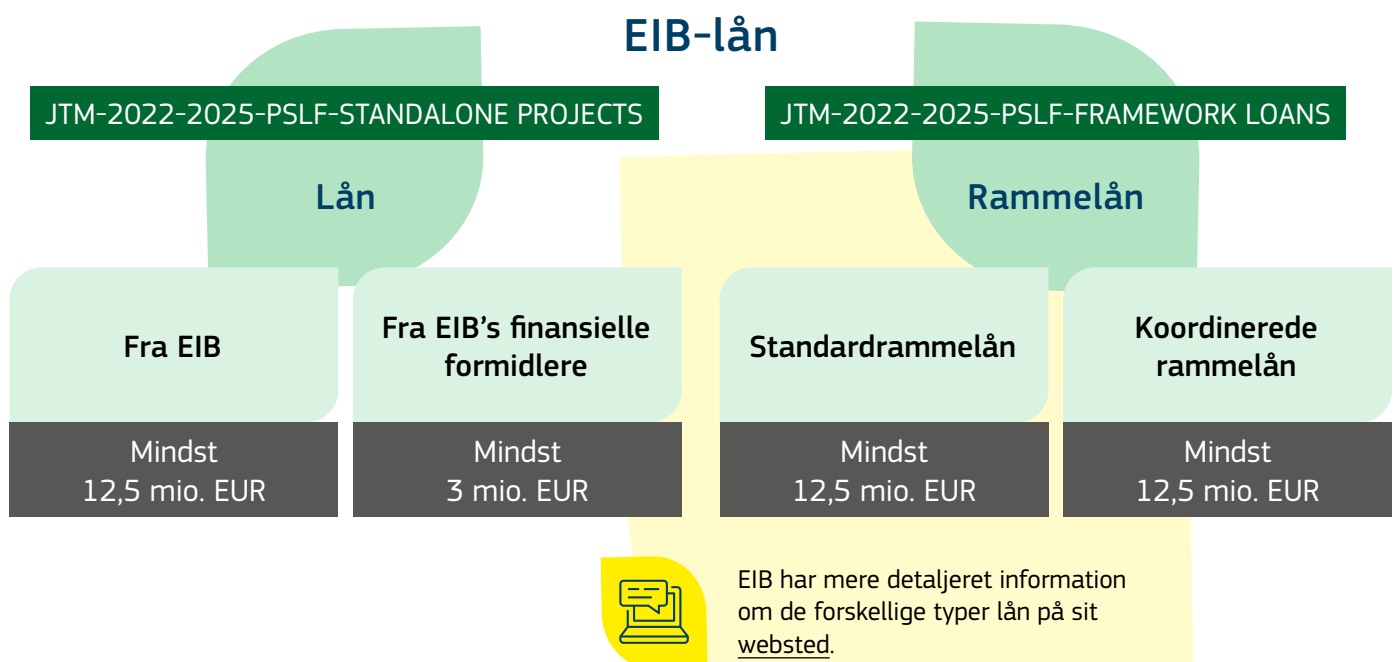 EIB-lån
JTM-2022-2025-PSLF-STANDALONE PROJECTS
Lån
Fra EIB
Mindst
12,5 mio. EUR
Fra EIB's finansielle
formidlere
Mindst
3 mio. EUR
JTM-2022-2025-PSLF-FRAMEWORK LOANS
Rammelån
Standardrammelån
Mindst
12,5 mio. EUR
Koordinerede
rammelån
Mindst
12,5 mio. EUR
EIB har mere detaljeret information
om de forskellige typer lån på sit
websted.